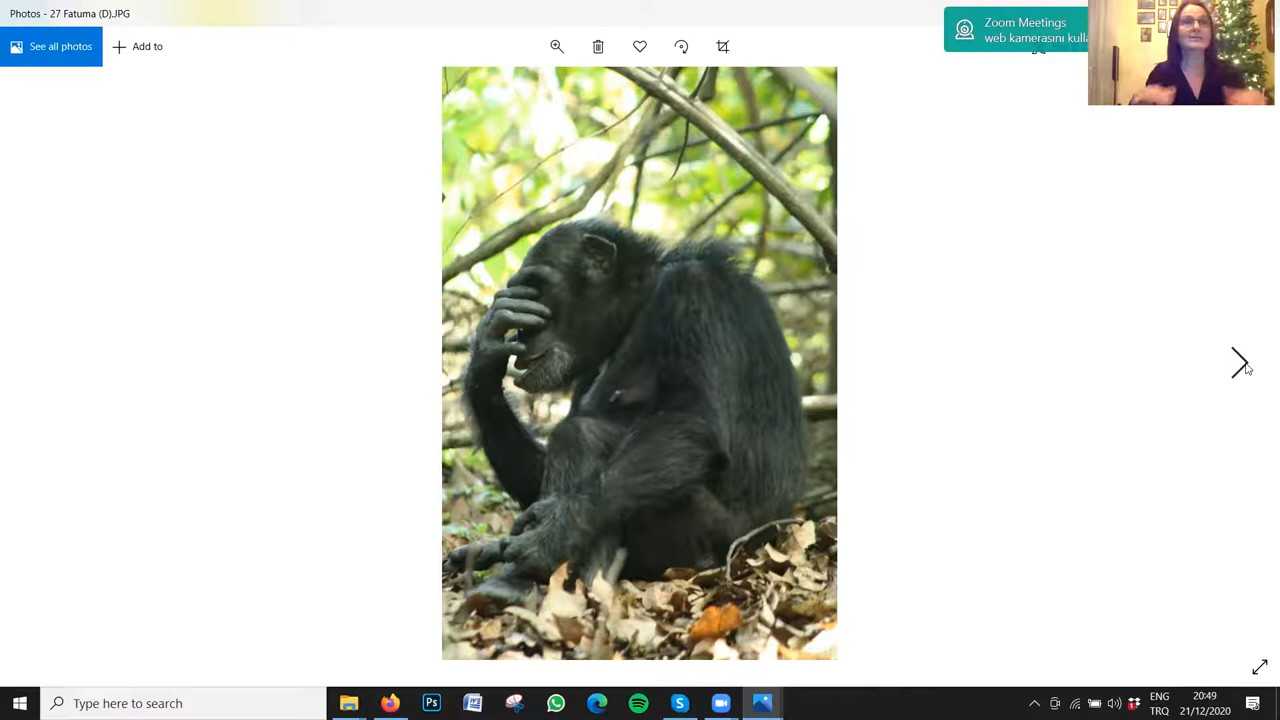 Photos - 27 Fatuma (D).JPG
See all photos
Add to
Zoom Meetings
web kamerasını kulla
Type here to search
ENG
TRQ
20:49
21/12/2020